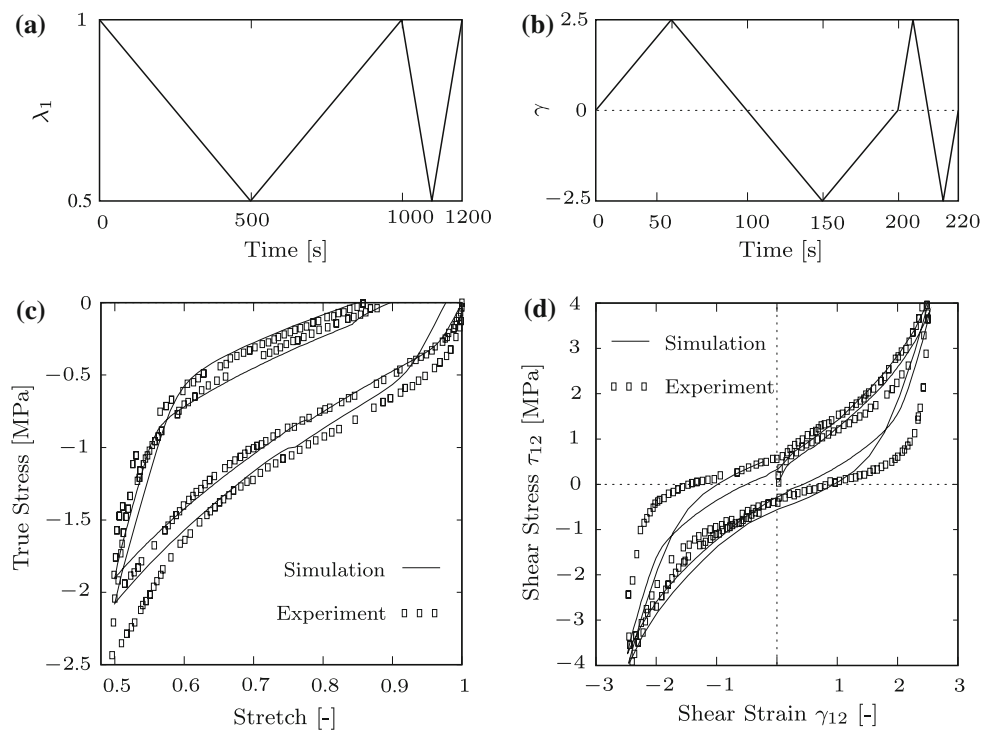 (a)
1
λ1
0.5
0 500 1000 1200
Time [s]
(b)
2.5
γ
0
−2.5
0 50 100 150 200 220
Time [s]
(c)
0
−0.5
−1
−1.5
−2
−2.5
True Stress [MPa]
Simulation
Experiment
0.5 0.6 0.7 0.8 0.9 1
Stretch [-]
(d)
4
3
2
1
0
−1
−2
−3
−4
Shear Stress τ12 [MPa]
Simulation
Experiment
−3 −2 −1 0 1 2 3
Shear Strain γ12 [-]